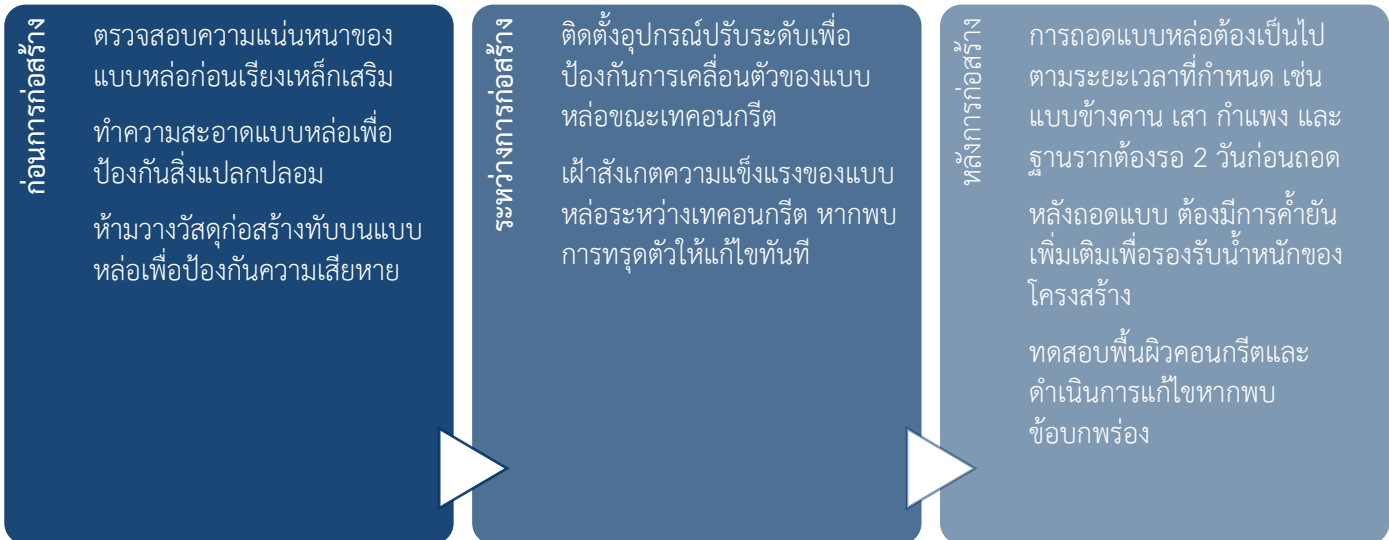 ก่อนการก่อสร้าง
ตรวจสอบความแน่นหนาของ
แบบหล่อก่อนเรียงเหล็กเสริม
ทำความสะอาดแบบหล่อเพื่อ
ป้องกันสิ่งแปลกปลอม
ห้ามวางวัสดุก่อสร้างทับบนแบบ
หล่อเพื่อป้องกันความเสียหาย
ระหว่างการก่อสร้าง
ติดตั้งอุปกรณ์ปรับระดับเพื่อ
ป้องกันการเคลื่อนตัวของแบบ
หล่อขณะเทคอนกรีต
เฝ้าสังเกตความแข็งแรงของแบบ
หล่อระหว่างเทคอนกรีต หากพบ
การทรุดตัวให้แก้ไขทันที
หลังการก่อสร้าง
การถอดแบบหล่อต้องเป็นไป
ตามระยะเวลาที่กำหนด เช่น
แบบข้างคาน เสา กำแพง และ
ฐานรากต้องรอ 2 วันก่อนถอด
หลังถอดแบบ ต้องมีการค้ำยัน
เพิ่มเติมเพื่อรองรับน้ำหนักของ
โครงสร้าง
ทดสอบพื้นผิวคอนกรีตและ
ดำเนินการแก้ไขหากพบ
ข้อบกพร่อง